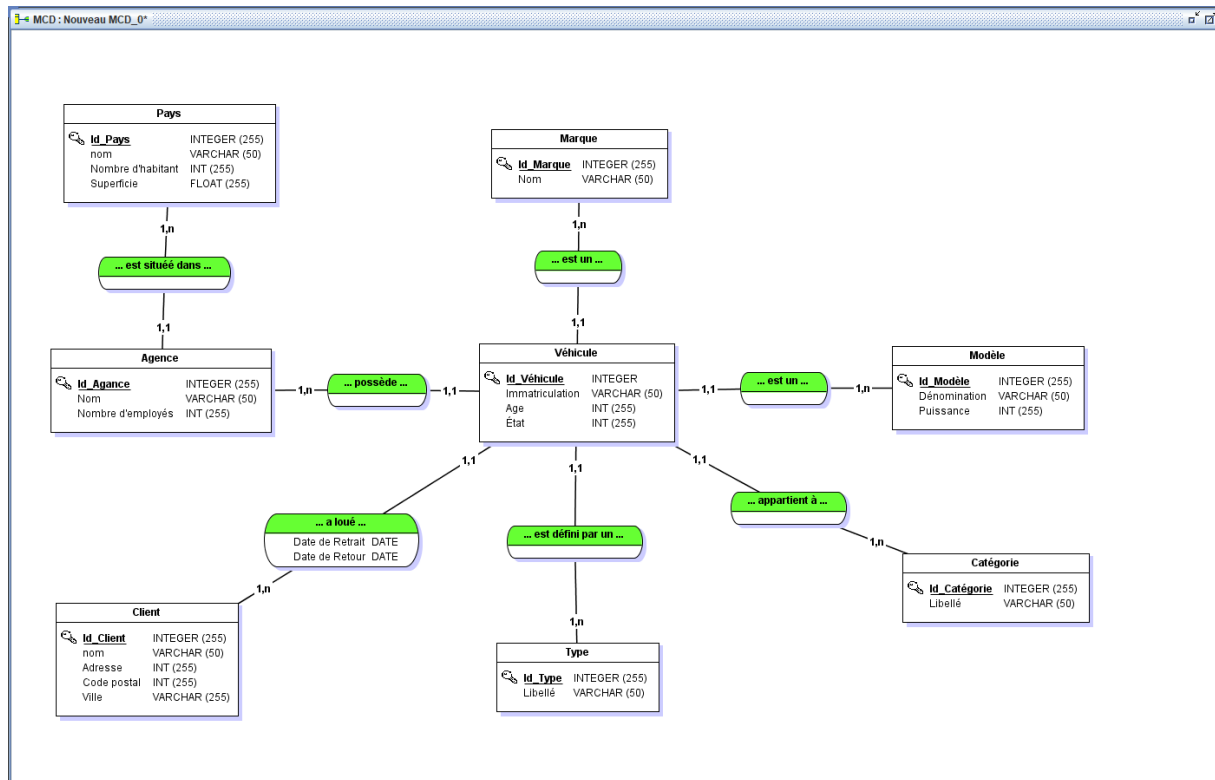 MCD : Nouveau MCD_0*
Pays
Id_Pays INTEGER (255)
nom VARCHAR (50)
Nombre d'habitant INT (255)
Superficie FLOAT (255)
1,n
... est situéé dans ...
1,1
Agence
Id_Agance INTEGER (255)
Nom VARCHAR (50)
Nombre d'employés INT (255)
1,n
... possède ...
1,1
Marque
Id_Marque INTEGER (255)
Nom VARCHAR (50)
1,n
... est un ...
1,1
Véhicule
Id_Véhicule INTEGER
Immatriculation VARCHAR (50)
Age INT (255)
État INT (255)
1,1
... est un ...
1,n
Modèle
Id_Modèle INTEGER (255)
Dénomination VARCHAR (50)
Puissance INT (255)
1,1
... a loué ...
Date de Retrait DATE
Date de Retour DATE
1,n
Client
Id_Client INTEGER (255)
nom VARCHAR (50)
Adresse INT (255)
Code postal INT (255)
Ville VARCHAR (255)
1,1
... est défini par un ...
1,n
Type
Id_Type INTEGER (255)
Libellé VARCHAR (50)
1,1
... appartient à ...
1,n
Catégorie
Id_Catégorie INTEGER (255)
Libellé VARCHAR (50)